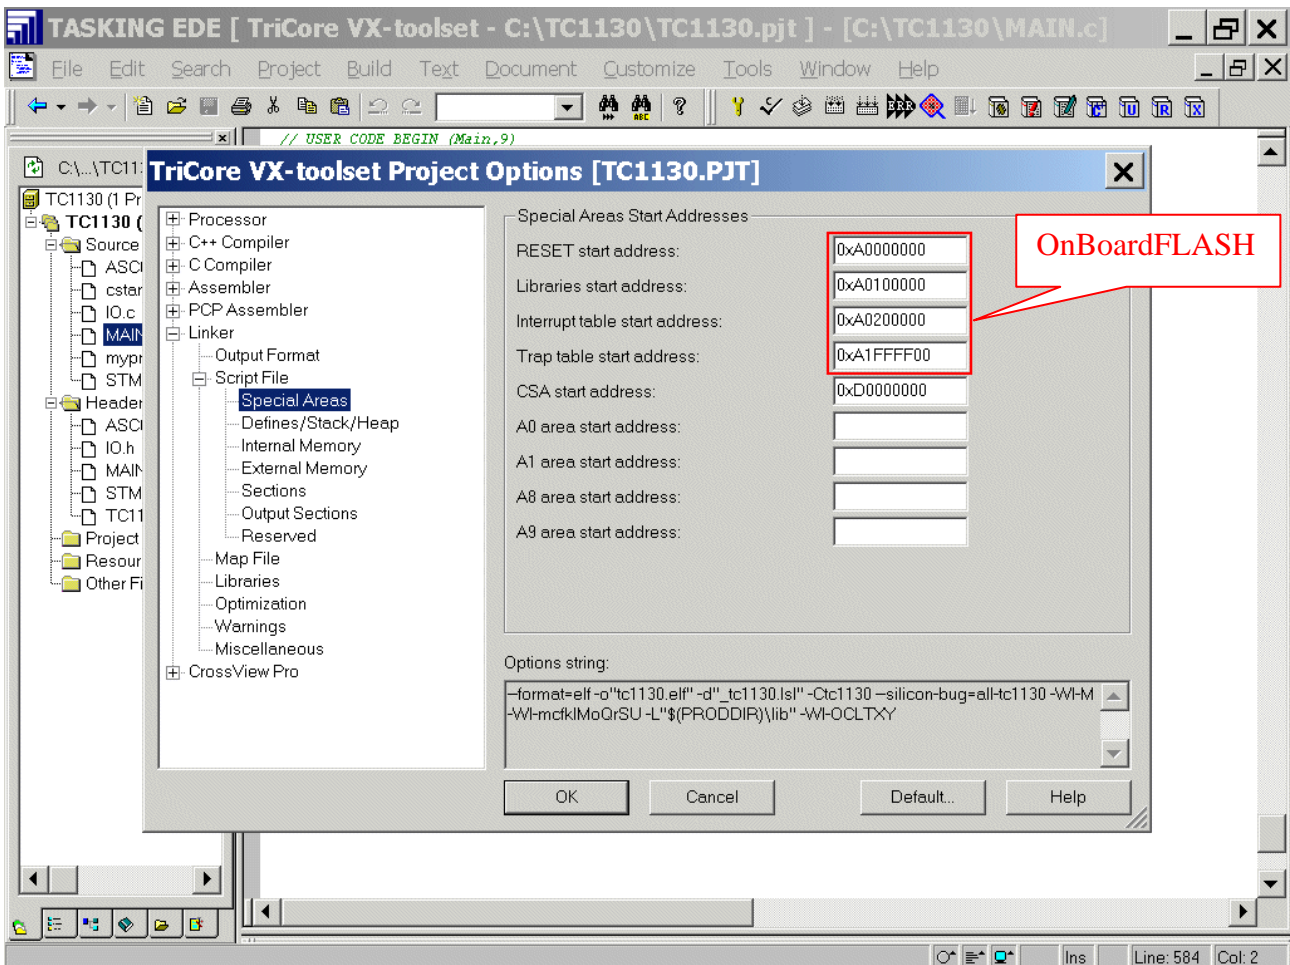 TASKING EDE [ TriCore VX-toolset - C:\TC1130\TC1130.pjt ] - [C:\TC1130\MAIN.c]
File Edit Search Project Build Text Document Customize Tools Window Help
// USER CODE BEGIN (Main,9)
C:\...\TC11
TriCore VX-toolset Project Options [TC1130.PJT]
TC1130 (1 Pr
TC1130 (
Source
ASCI
cstar
IO.c
MAIN
mypr
STM
Header
ASCI
IO.h
MAIN
STM
TC11
Project
Resour
Other Fi
Processor
C++ Compiler
C Compiler
Assembler
PCP Assembler
Linker
Output Format
Script File
Special Areas
Defines/Stack/Heap
Internal Memory
External Memory
Sections
Output Sections
Reserved
Map File
Libraries
Optimization
Warnings
Miscellaneous
CrossView Pro
Special Areas Start Addresses
RESET start address: 0xA0000000
Libraries start address: 0xA0100000
Interrupt table start address: 0xA0200000
Trap table start address: 0xA1FFFF00
CSA start address: 0xD0000000
A0 area start address:
A1 area start address:
A8 area start address:
A9 area start address:
OnBoardFLASH
Options string:
--format=elf -o"tc1130.elf" -d"_tc1130.lsl" -Ctc1130 --silicon-bug=all-tc1130 -Wl-M
-Wl-mcfklMoQrSU -L"$(PRODDIR)\lib" -Wl-OCLTXY
OK Cancel Default... Help
Ins Line: 584 Col: 2